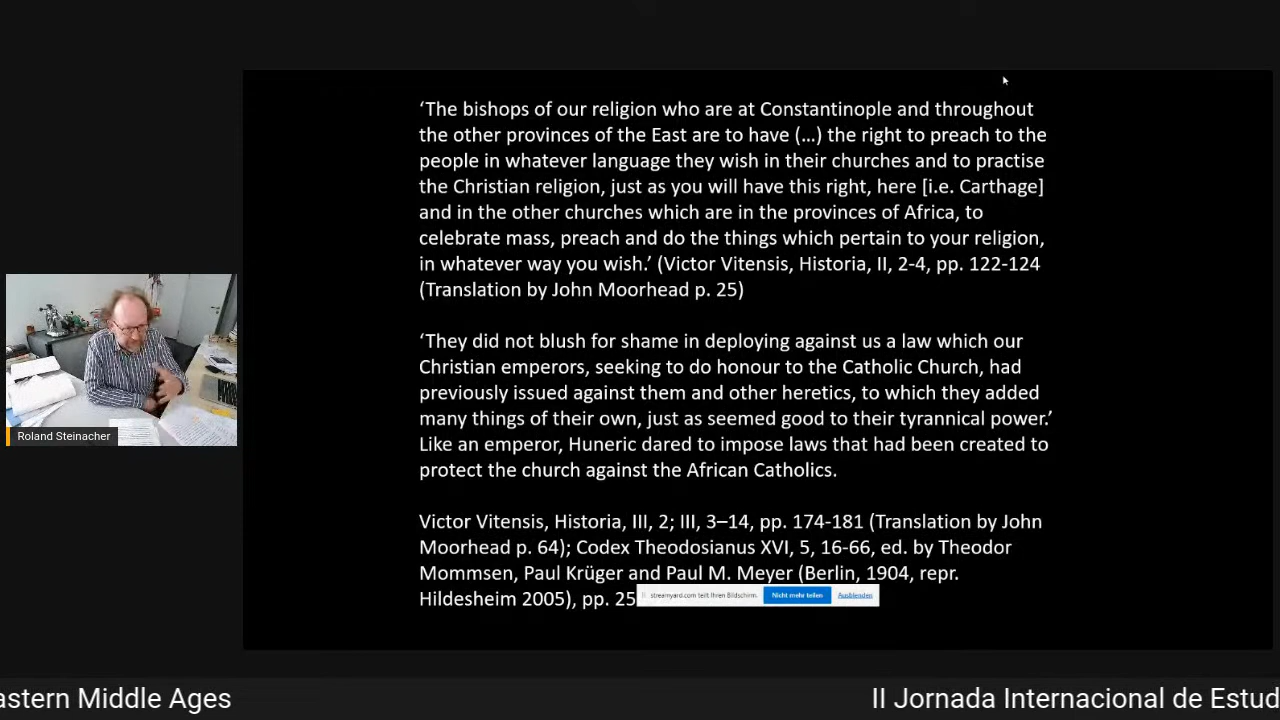 ‘The bishops of our religion who are at Constantinople and throughout
the other provinces of the East are to have (…) the right to preach to the
people in whatever language they wish in their churches and to practise
the Christian religion, just as you will have this right, here [i.e. Carthage]
and in the other churches which are in the provinces of Africa, to
celebrate mass, preach and do the things which pertain to your religion,
in whatever way you wish.’ (Victor Vitensis, Historia, II, 2-4, pp. 122-124
(Translation by John Moorhead p. 25)
‘They did not blush for shame in deploying against us a law which our
Christian emperors, seeking to do honour to the Catholic Church, had
previously issued against them and other heretics, to which they added
many things of their own, just as seemed good to their tyrannical power.’
Like an emperor, Huneric dared to impose laws that had been created to
protect the church against the African Catholics.
Victor Vitensis, Historia, III, 2; III, 3–14, pp. 174-181 (Translation by John
Moorhead p. 64); Codex Theodosianus XVI, 5, 16-66, ed. by Theodor
Mommsen, Paul Krüger and Paul M. Meyer (Berlin, 1904, repr.
Hildesheim 2005), pp. 25
streamyard.com teilt Ihren Bildschirm. Nicht mehr teilen Ausblenden
Roland Steinacher
astern Middle Ages
II Jornada Internacional de Estud